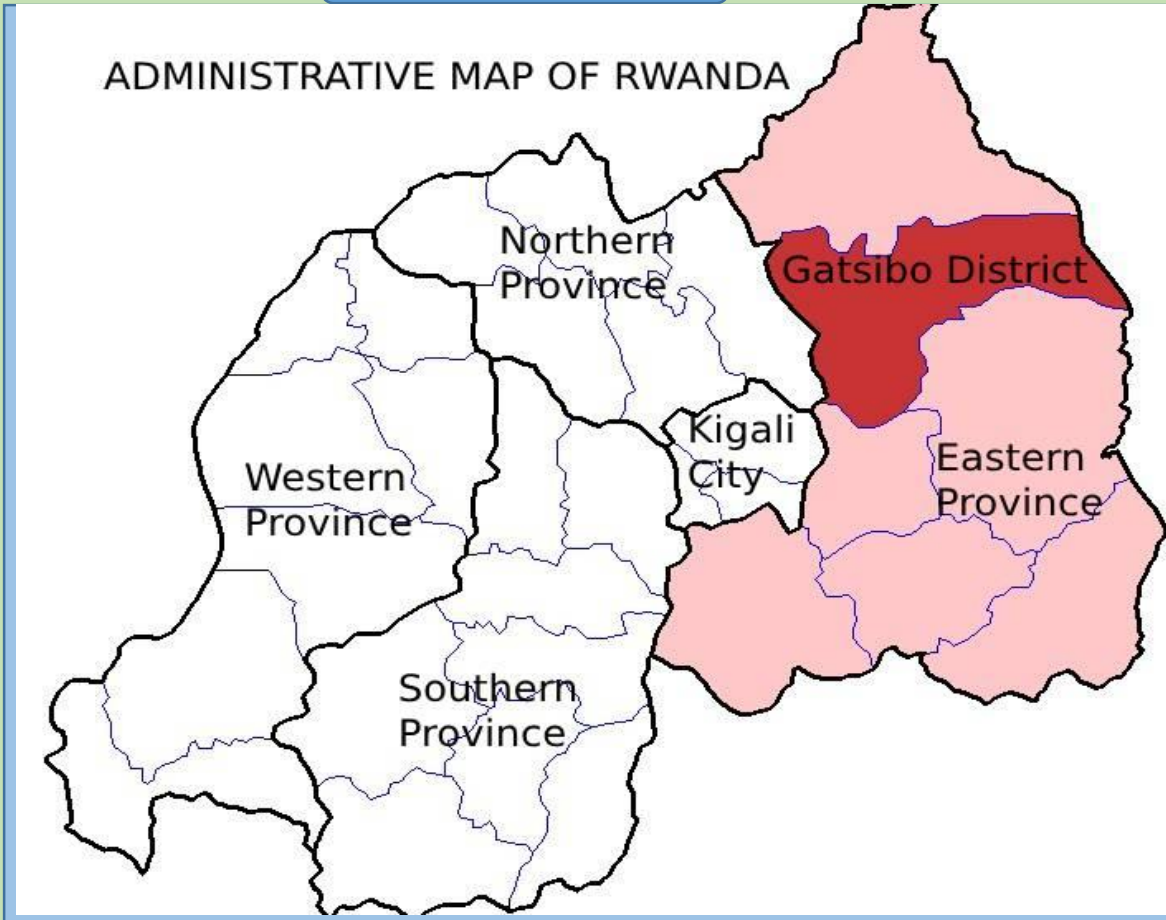 ADMINISTRATIVE MAP OF RWANDA
Northern
Province
Gatsibo District
Kigali
City
Eastern
Province
Western
Province
Southern
Province